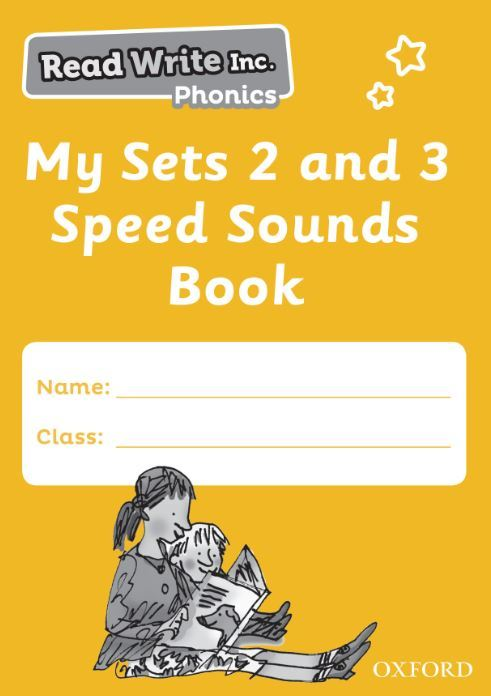 Read Write Inc.
Phonics
My Sets 2 and 3
Speed Sounds
Book
Name:
Class:
OXFORD